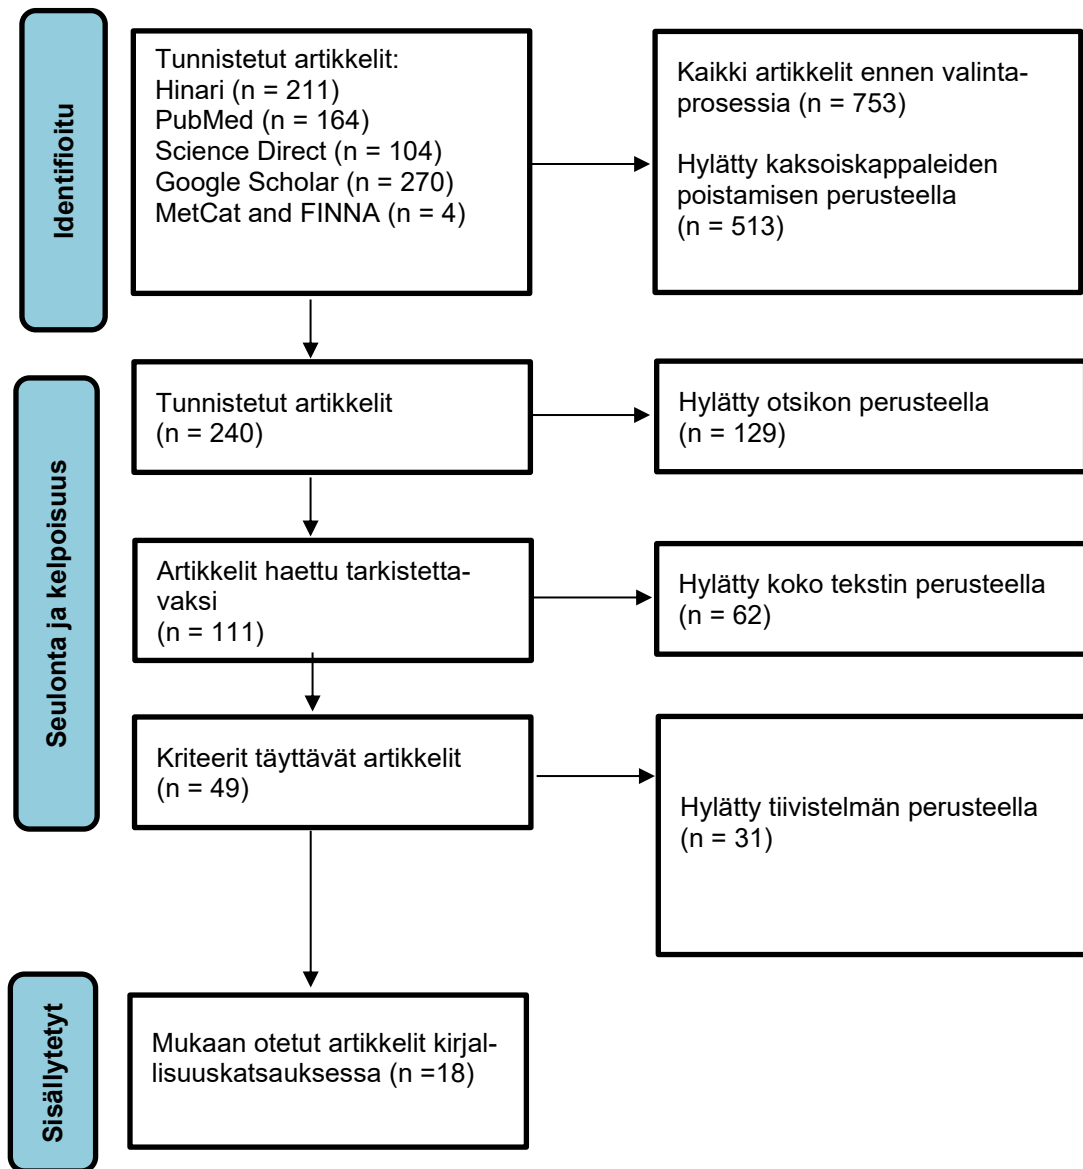 Identifioitu
Tunnistetut artikkelit:
Hinari (n = 211)
PubMed (n = 164)
Science Direct (n = 104)
Google Scholar (n = 270)
MetCat and FINNA (n = 4)
Kaikki artikkelit ennen valinta-
prosessia (n = 753)
Hylätty kaksoiskappaleiden
poistamisen perusteella
(n = 513)
Seulonta ja kelpoisuus
Tunnistetut artikkelit
(n = 240)
Hylätty otsikon perusteella
(n = 129)
Artikkelit haettu tarkistetta-
vaksi
(n = 111)
Hylätty koko tekstin perusteella
(n = 62)
Kriteerit täyttävät artikkelit
(n = 49)
Hylätty tiivistelmän perusteella
(n = 31)
Sisällytetyt
Mukaan otetut artikkelit kirjal-
lisuuskatsauksessa (n =18)